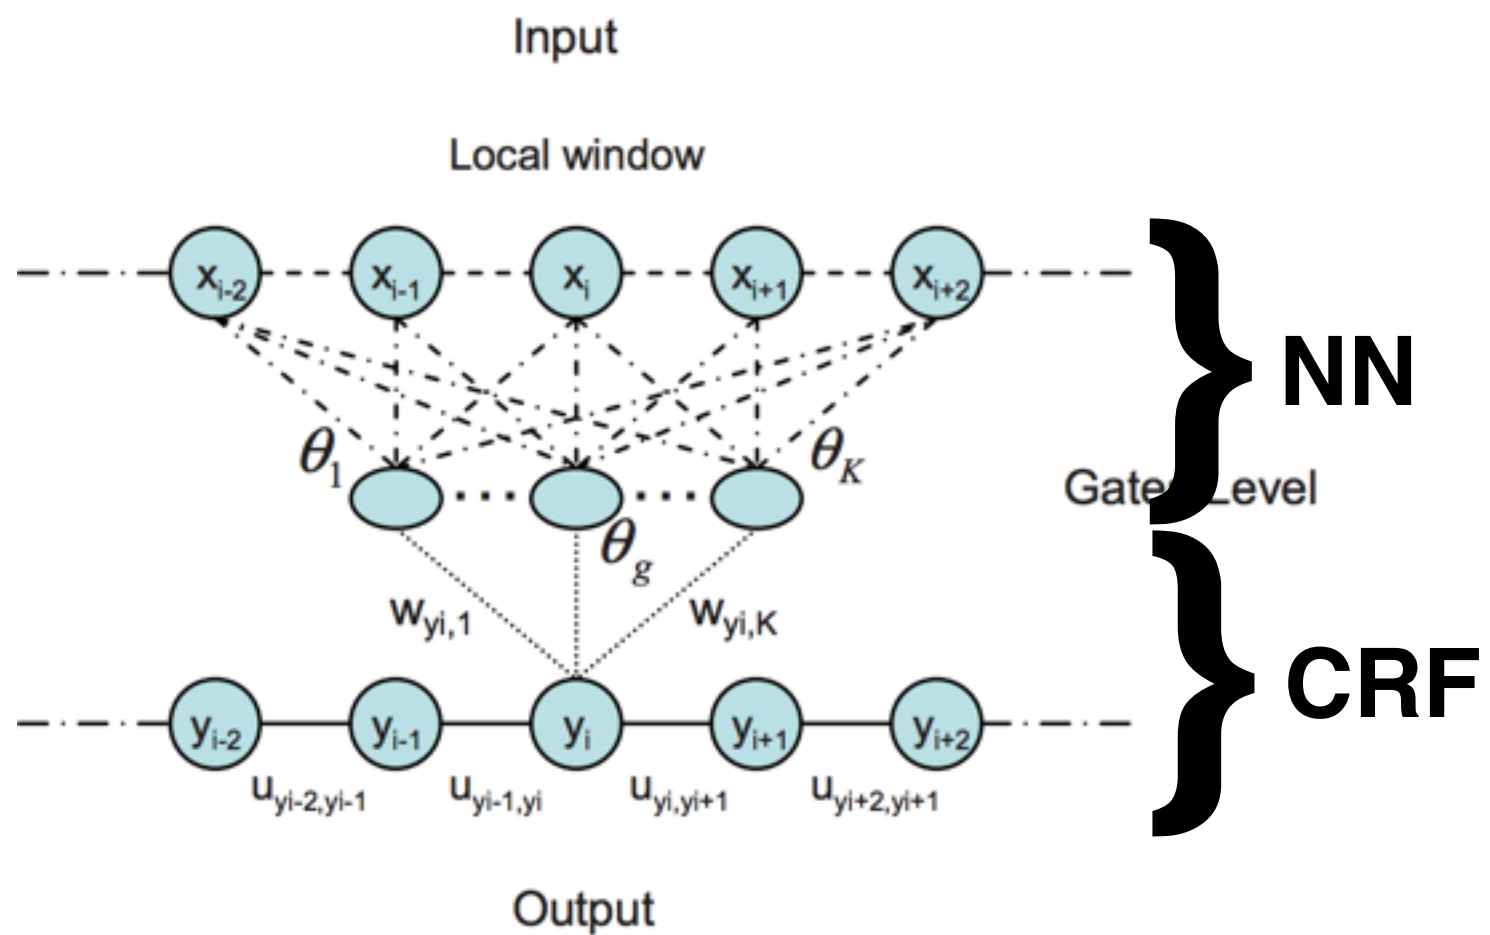 Input
Local window
x_{i-2} x_{i-1} x_i x_{i+1} x_{i+2}
NN
θ_1 θ_K
Gates Level
θ_g
w_{yi,1} w_{yi,K}
CRF
y_{i-2} y_{i-1} y_i y_{i+1} y_{i+2}
u_{yi-2,yi-1} u_{yi-1,yi} u_{yi,yi+1} u_{yi+2,yi+1}
Output